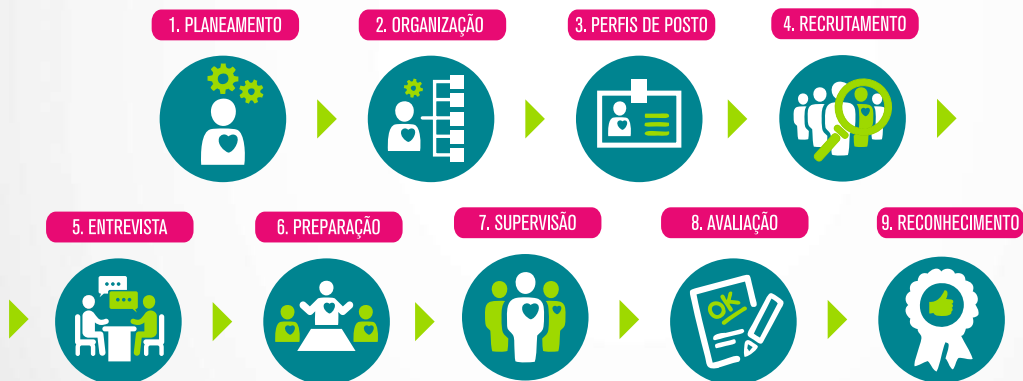 1. PLANEAMENTO
2. ORGANIZAÇÃO
3. PERFIS DE POSTO
4. RECRUTAMENTO
5. ENTREVISTA
6. PREPARAÇÃO
7. SUPERVISÃO
8. AVALIAÇÃO
OK
9. RECONHECIMENTO